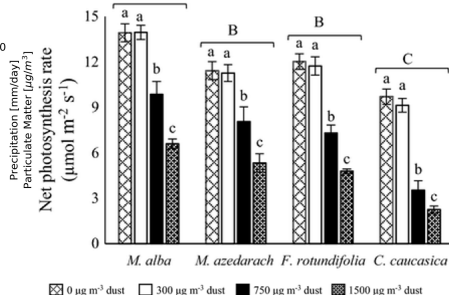 0
Precipitation [mm/day]
Particulate Matter [μg/m³]
Net photosynthesis rate
(μmol m-2 s-1)
15
12
9
6
3
0
a a
b
c
B
a a
b
c
B
a a
b
c
C
a a
b
c
M. alba M. azedarach F. rotundifolia C. caucasica
0 μg m-3 dust 300 μg m-3 dust 750 μg m-3 dust 1500 μg m-3 dust